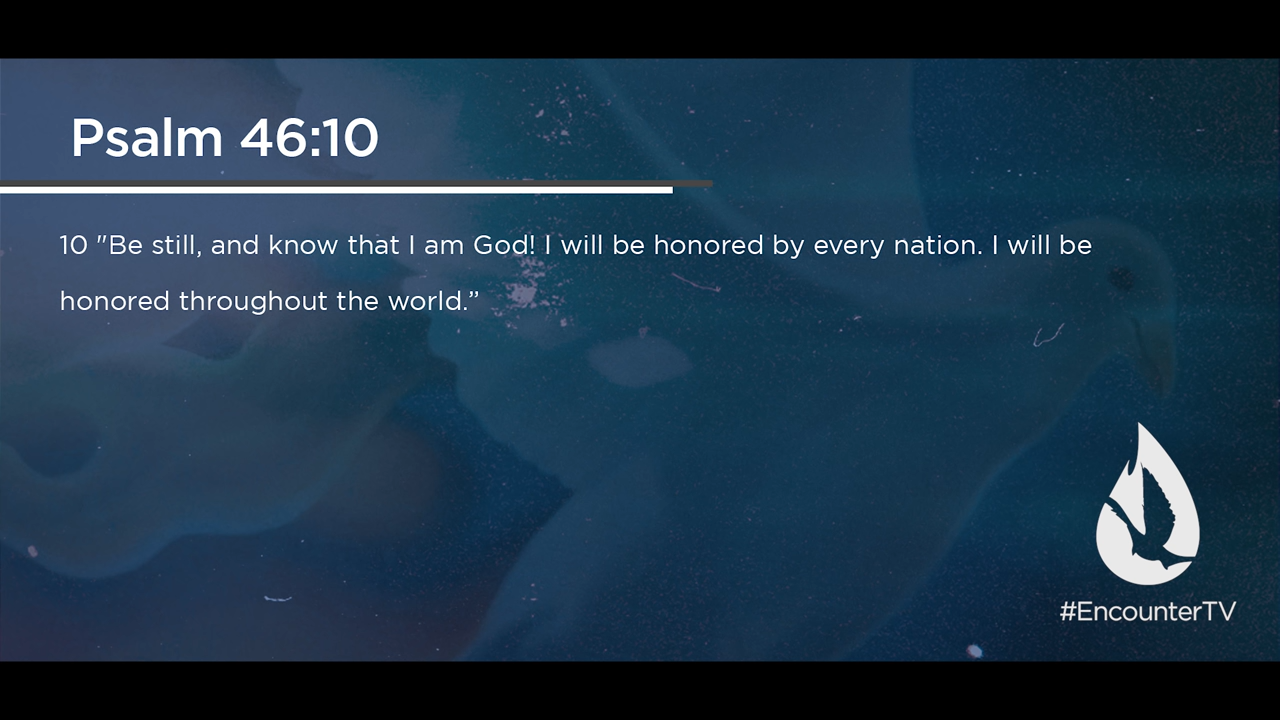 Psalm 46:10
10 "Be still, and know that I am God! I will be honored by every nation. I will be
honored throughout the world.”
#EncounterTV